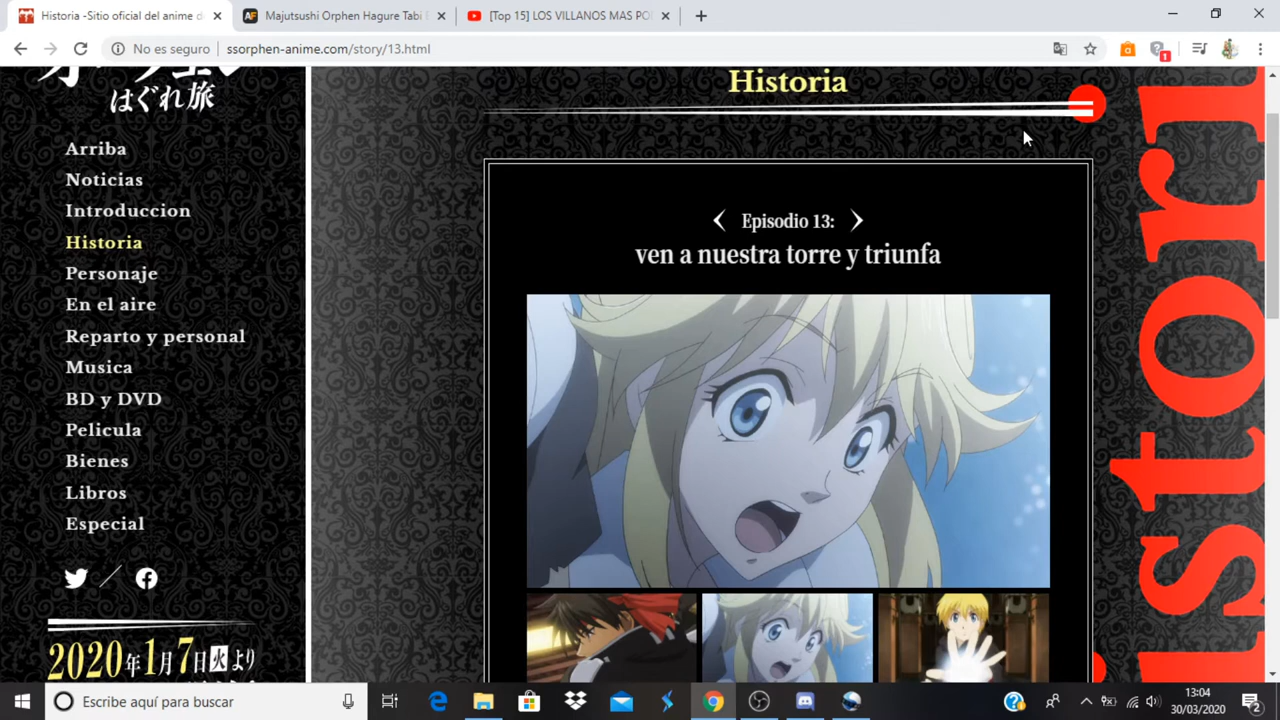 Historia -Sitio oficial del anime d
Majutsushi Orphen Hagure Tabi E
[Top 15] LOS VILLANOS MAS PO
No es seguro
ssorphen-anime.com/story/13.html
はぐれ旅
Arriba
Noticias
Introduccion
Historia
Personaje
En el aire
Reparto y personal
Musica
BD y DVD
Pelicula
Bienes
Libros
Especial
2020年1月7日火より
Historia
Episodio 13:
ven a nuestra torre y triunfa
Escribe aquí para buscar
13:04
30/03/2020